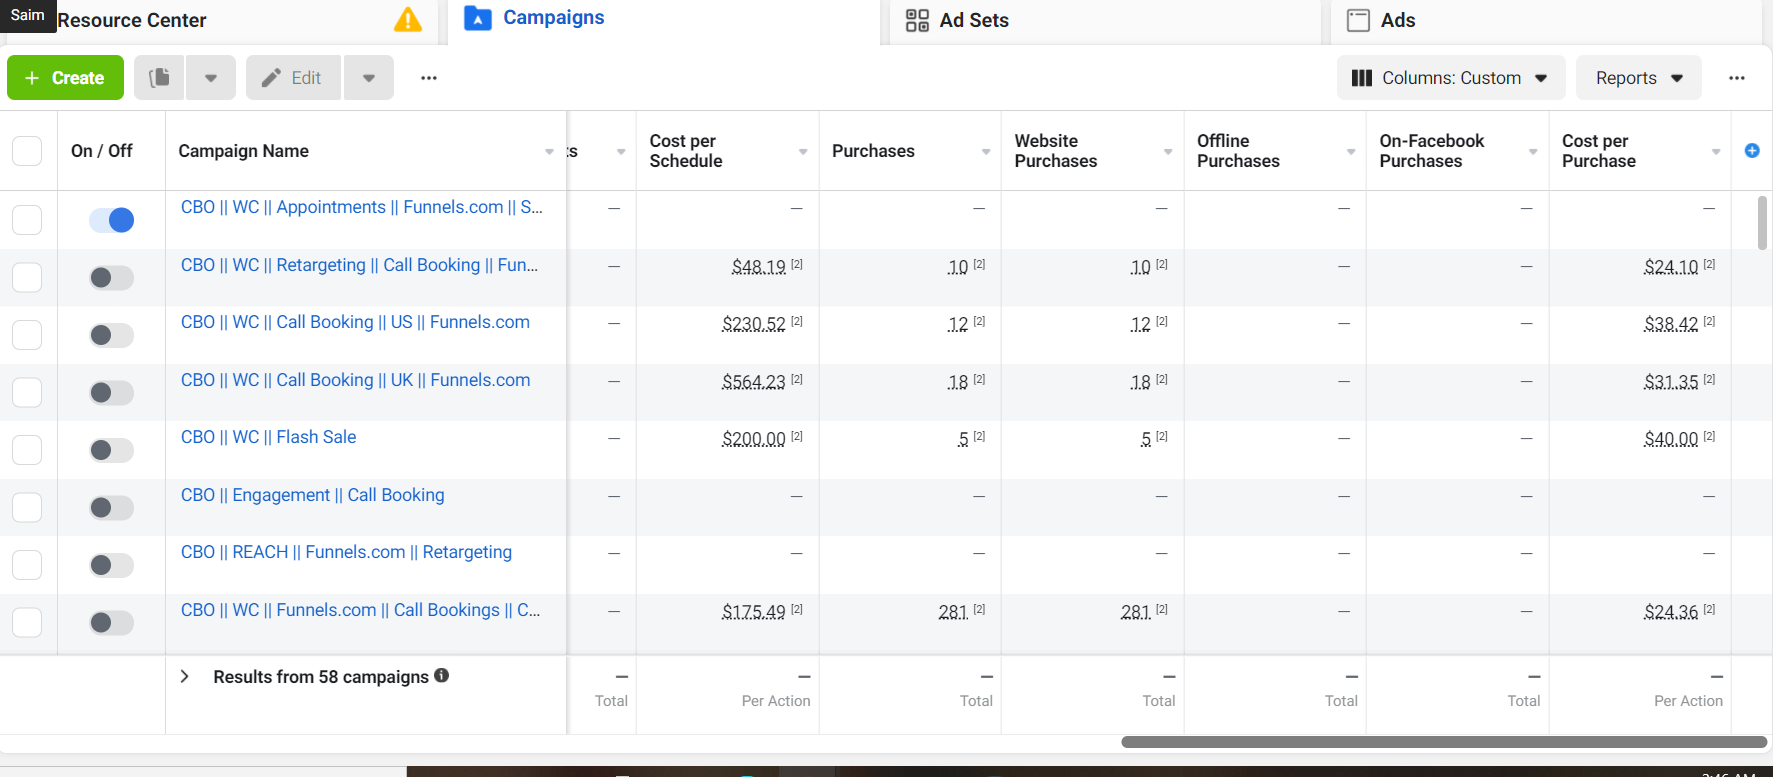 Saim
Resource Center
Campaigns
Ad Sets
Ads
+ Create
Edit
...
Columns: Custom
Reports
...
On / Off
Campaign Name
Cost per
Schedule
Purchases
Website
Purchases
Offline
Purchases
On-Facebook
Purchases
Cost per
Purchase
CBO || WC || Appointments || Funnels.com || S... — — — — — — —
CBO || WC || Retargeting || Call Booking || Fun... — $48.19 [2] 10 [2] 10 [2] — — $24.10 [2]
CBO || WC || Call Booking || US || Funnels.com — $230.52 [2] 12 [2] 12 [2] — — $38.42 [2]
CBO || WC || Call Booking || UK || Funnels.com — $564.23 [2] 18 [2] 18 [2] — — $31.35 [2]
CBO || WC || Flash Sale — $200.00 [2] 5 [2] 5 [2] — — $40.00 [2]
CBO || Engagement || Call Booking — — — — — — —
CBO || REACH || Funnels.com || Retargeting — — — — — — —
CBO || WC || Funnels.com || Call Bookings || C... — $175.49 [2] 281 [2] 281 [2] — — $24.36 [2]
Results from 58 campaigns — — — — — — —
Total Per Action Total Total Total Total Per Action